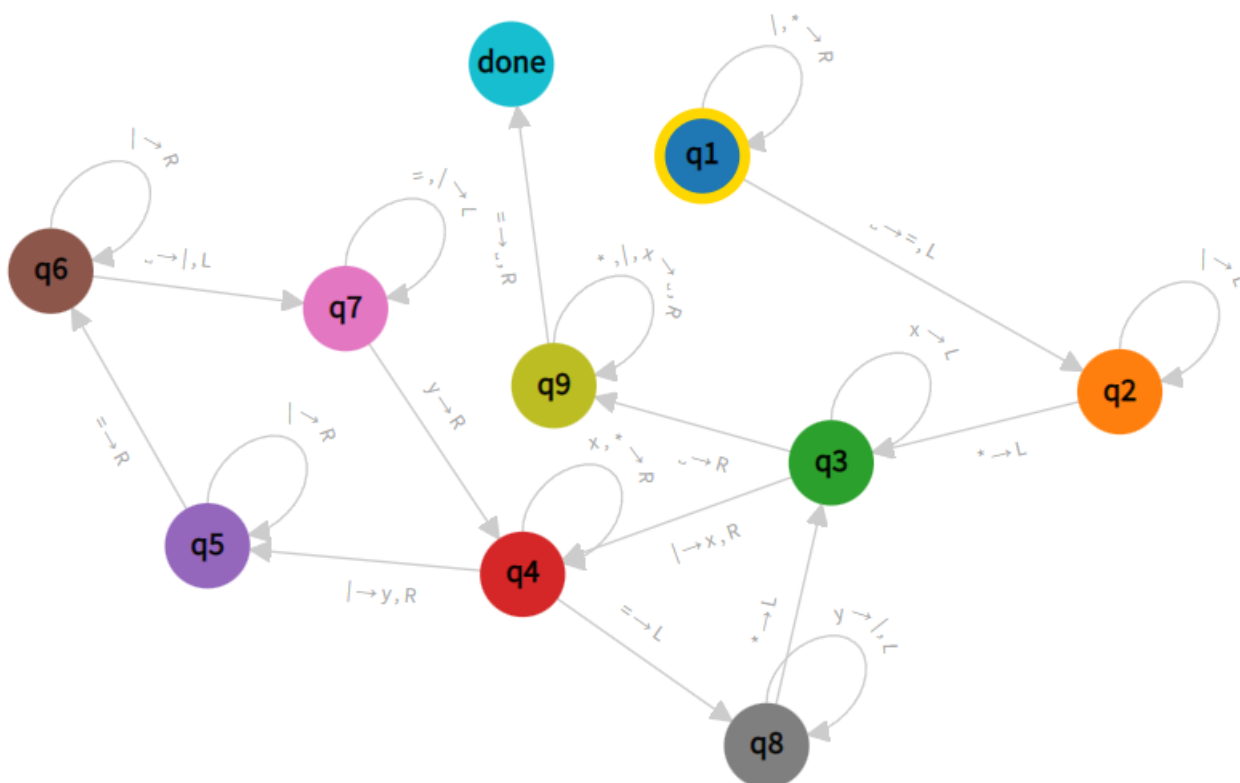 |,*→R
done
q1
|→R
=,|→L
␣→=,L
|→L
␣→|,L
=→␣,R
*,|,x→␣,R
q6
q7
x→L
q9
q2
y→R
|→R
x,*→R
␣→R
*→L
=→R
q3
q5
q4
|→x,R
|→y,R
=→L
*→L
y→|,L
q8